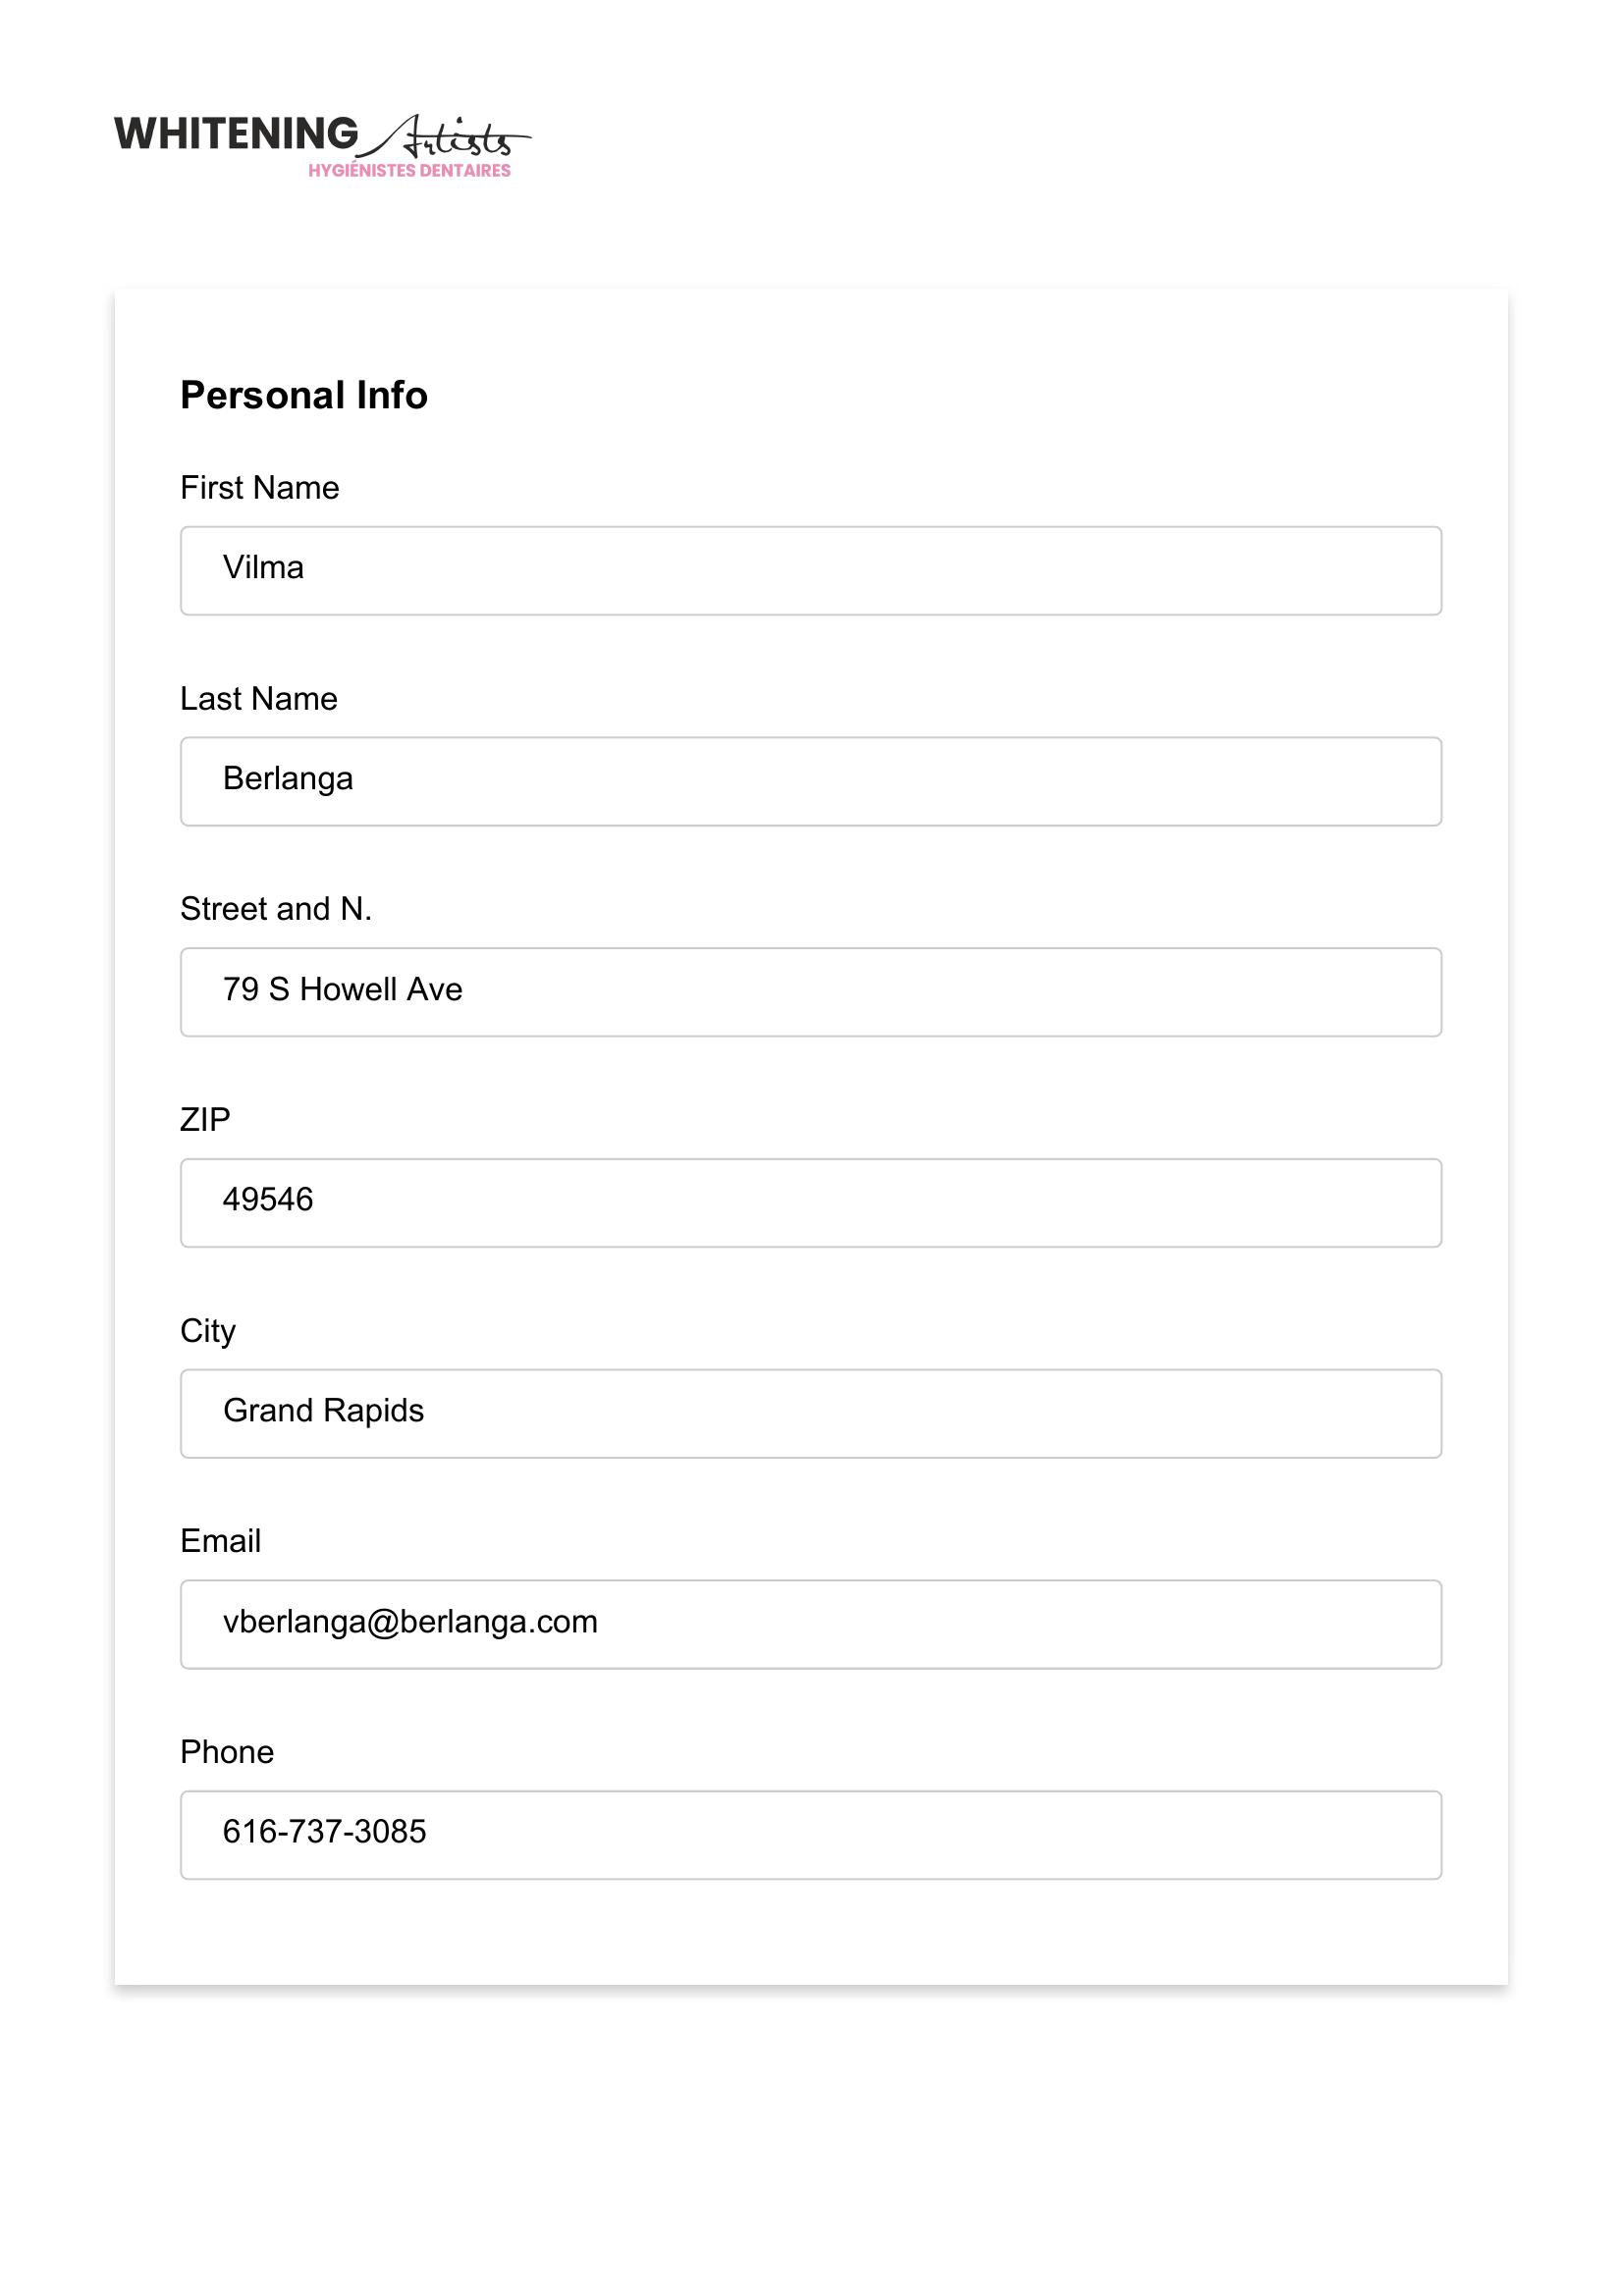 WHITENING Artists
HYGIÉNISTES DENTAIRES
Personal Info
First Name
Vilma
Last Name
Berlanga
Street and N.
79 S Howell Ave
ZIP
49546
City
Grand Rapids
Email
vberlanga@berlanga.com
Phone
616-737-3085